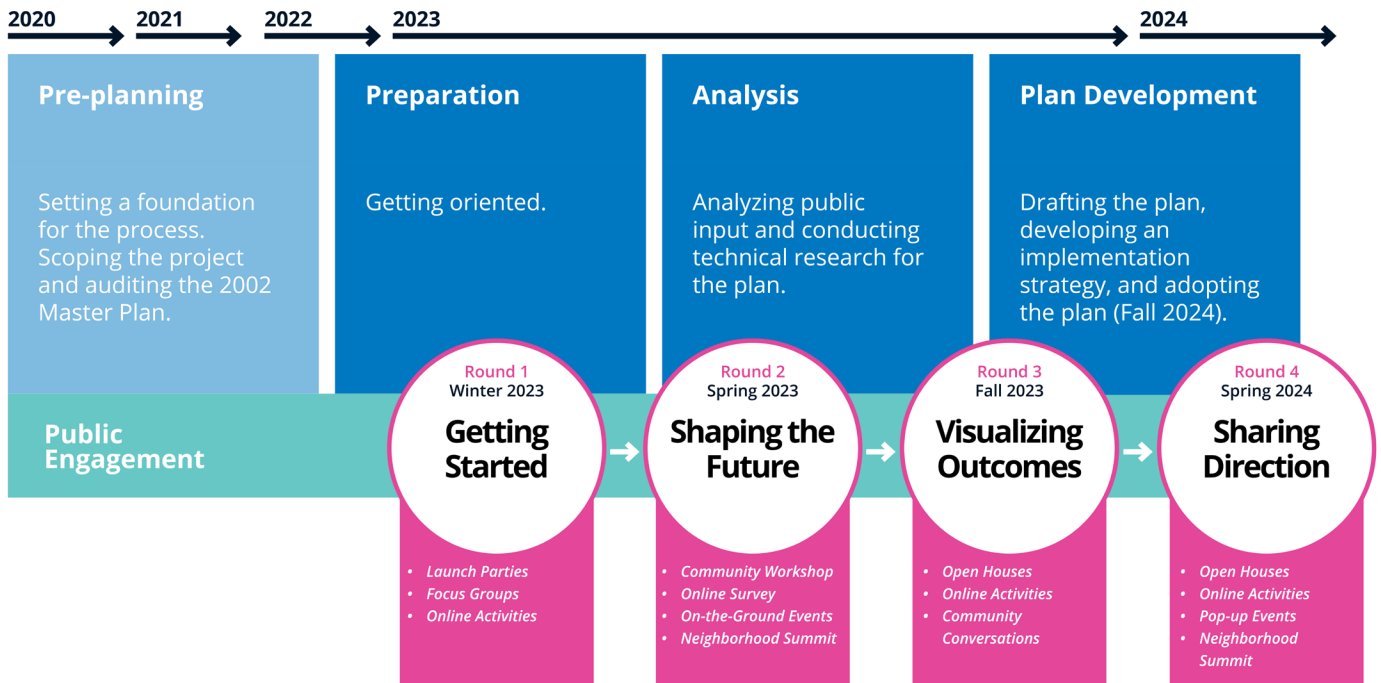 2020
2021
2022
2023
2024
Pre-planning
Setting a foundation
for the process.
Scoping the project
and auditing the 2002
Master Plan.
Preparation
Getting oriented.
Analysis
Analyzing public
input and conducting
technical research for
the plan.
Plan Development
Drafting the plan,
developing an
implementation
strategy, and adopting
the plan (Fall 2024).
Public
Engagement
Round 1
Winter 2023
Getting
Started
• Launch Parties
• Focus Groups
• Online Activities
Round 2
Spring 2023
Shaping the
Future
• Community Workshop
• Online Survey
• On-the-Ground Events
• Neighborhood Summit
Round 3
Fall 2023
Visualizing
Outcomes
• Open Houses
• Online Activities
• Community
Conversations
Round 4
Spring 2024
Sharing
Direction
• Open Houses
• Online Activities
• Pop-up Events
• Neighborhood
Summit